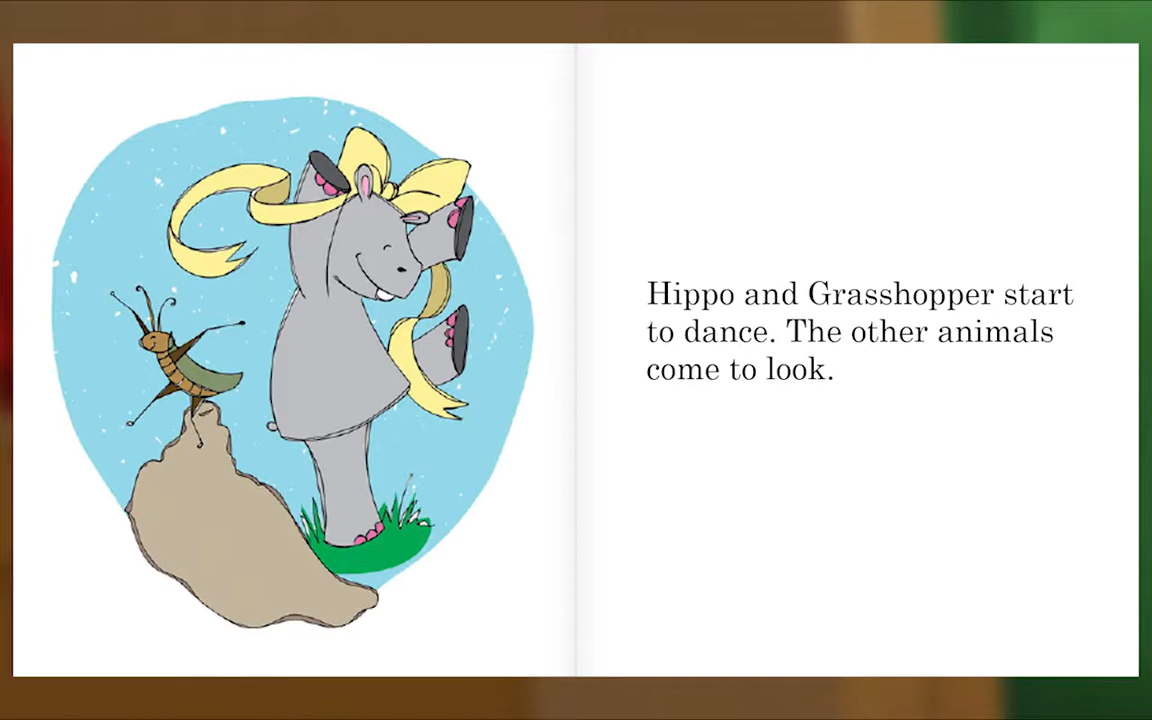 Hippo and Grasshopper start
to dance. The other animals
come to look.